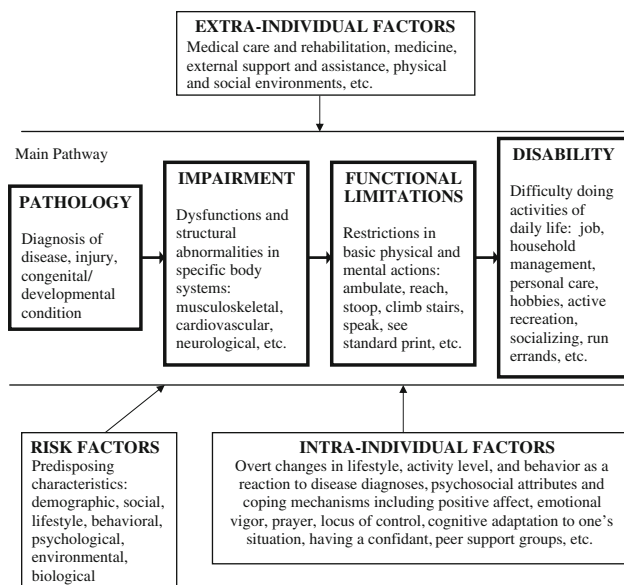 EXTRA-INDIVIDUAL FACTORS
Medical care and rehabilitation, medicine,
external support and assistance, physical
and social environments, etc.
Main Pathway
PATHOLOGY
Diagnosis of
disease, injury,
congenital/
developmental
condition
IMPAIRMENT
Dysfunctions and
structural
abnormalities in
specific body
systems:
musculoskeletal,
cardiovascular,
neurological, etc.
FUNCTIONAL
LIMITATIONS
Restrictions in
basic physical and
mental actions:
ambulate, reach,
stoop, climb stairs,
speak, see
standard print, etc.
DISABILITY
Difficulty doing
activities of
daily life: job,
household
management,
personal care,
hobbies, active
recreation,
socializing, run
errands, etc.
RISK FACTORS
Predisposing
characteristics:
demographic, social,
lifestyle, behavioral,
psychological,
environmental,
biological
INTRA-INDIVIDUAL FACTORS
Overt changes in lifestyle, activity level, and behavior as a
reaction to disease diagnoses, psychosocial attributes and
coping mechanisms including positive affect, emotional
vigor, prayer, locus of control, cognitive adaptation to one's
situation, having a confidant, peer support groups, etc.